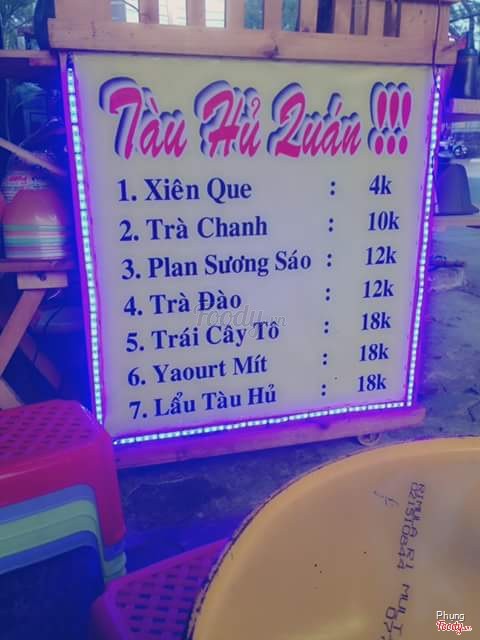 Tàu Hủ Quán !!!
1. Xiên Que : 4k
2. Trà Chanh : 10k
3. Plan Sương Sáo : 12k
4. Trà Đào : 12k
foody.vn
5. Trái Cây Tô : 18k
6. Yaourt Mít : 18k
7. Lẩu Tàu Hủ : 18k
Phung
foody.vn